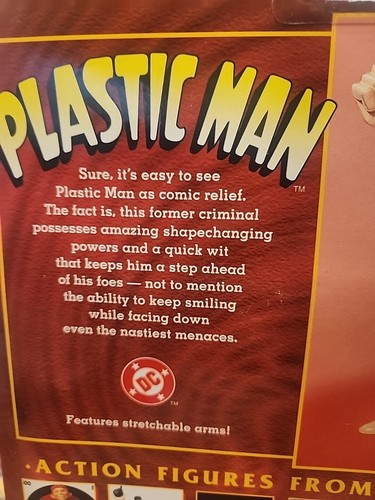 PLASTIC MAN
TM
Sure, it's easy to see
Plastic Man as comic relief.
The fact is, this former criminal
possesses amazing shapechanging
powers and a quick wit
that keeps him a step ahead
of his foes — not to mention
the ability to keep smiling
while facing down
even the nastiest menaces.
DC
TM
Features stretchable arms!
·ACTION FIGURES FROM